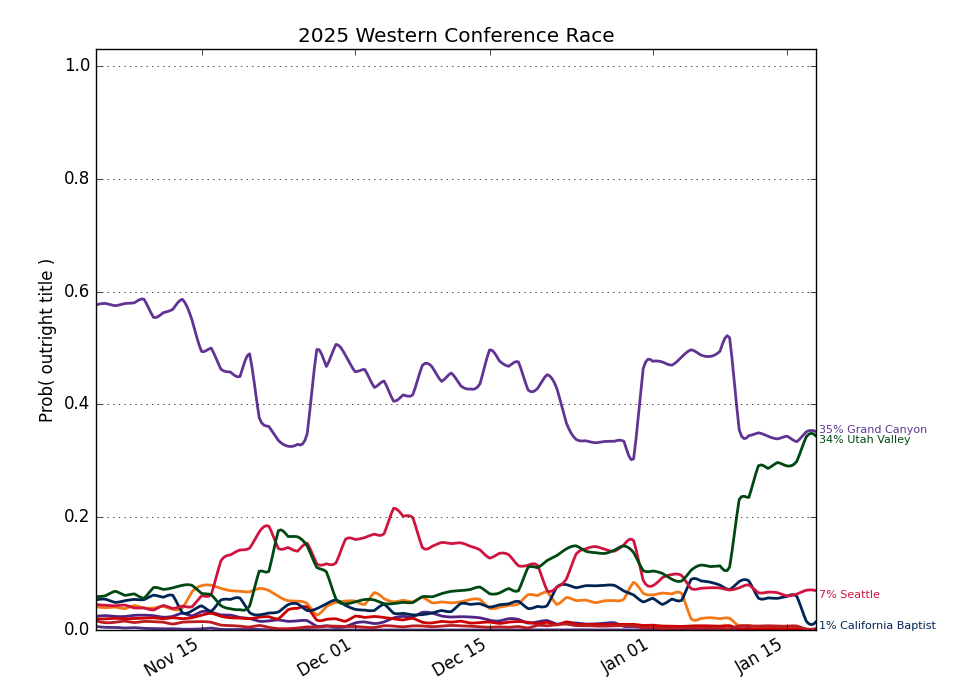 2025 Western Conference Race
Prob( outright title )
1.0
0.8
0.6
0.4
0.2
0.0
Nov 15
Dec 01
Dec 15
Jan 01
Jan 15
35% Grand Canyon
34% Utah Valley
7% Seattle
1% California Baptist